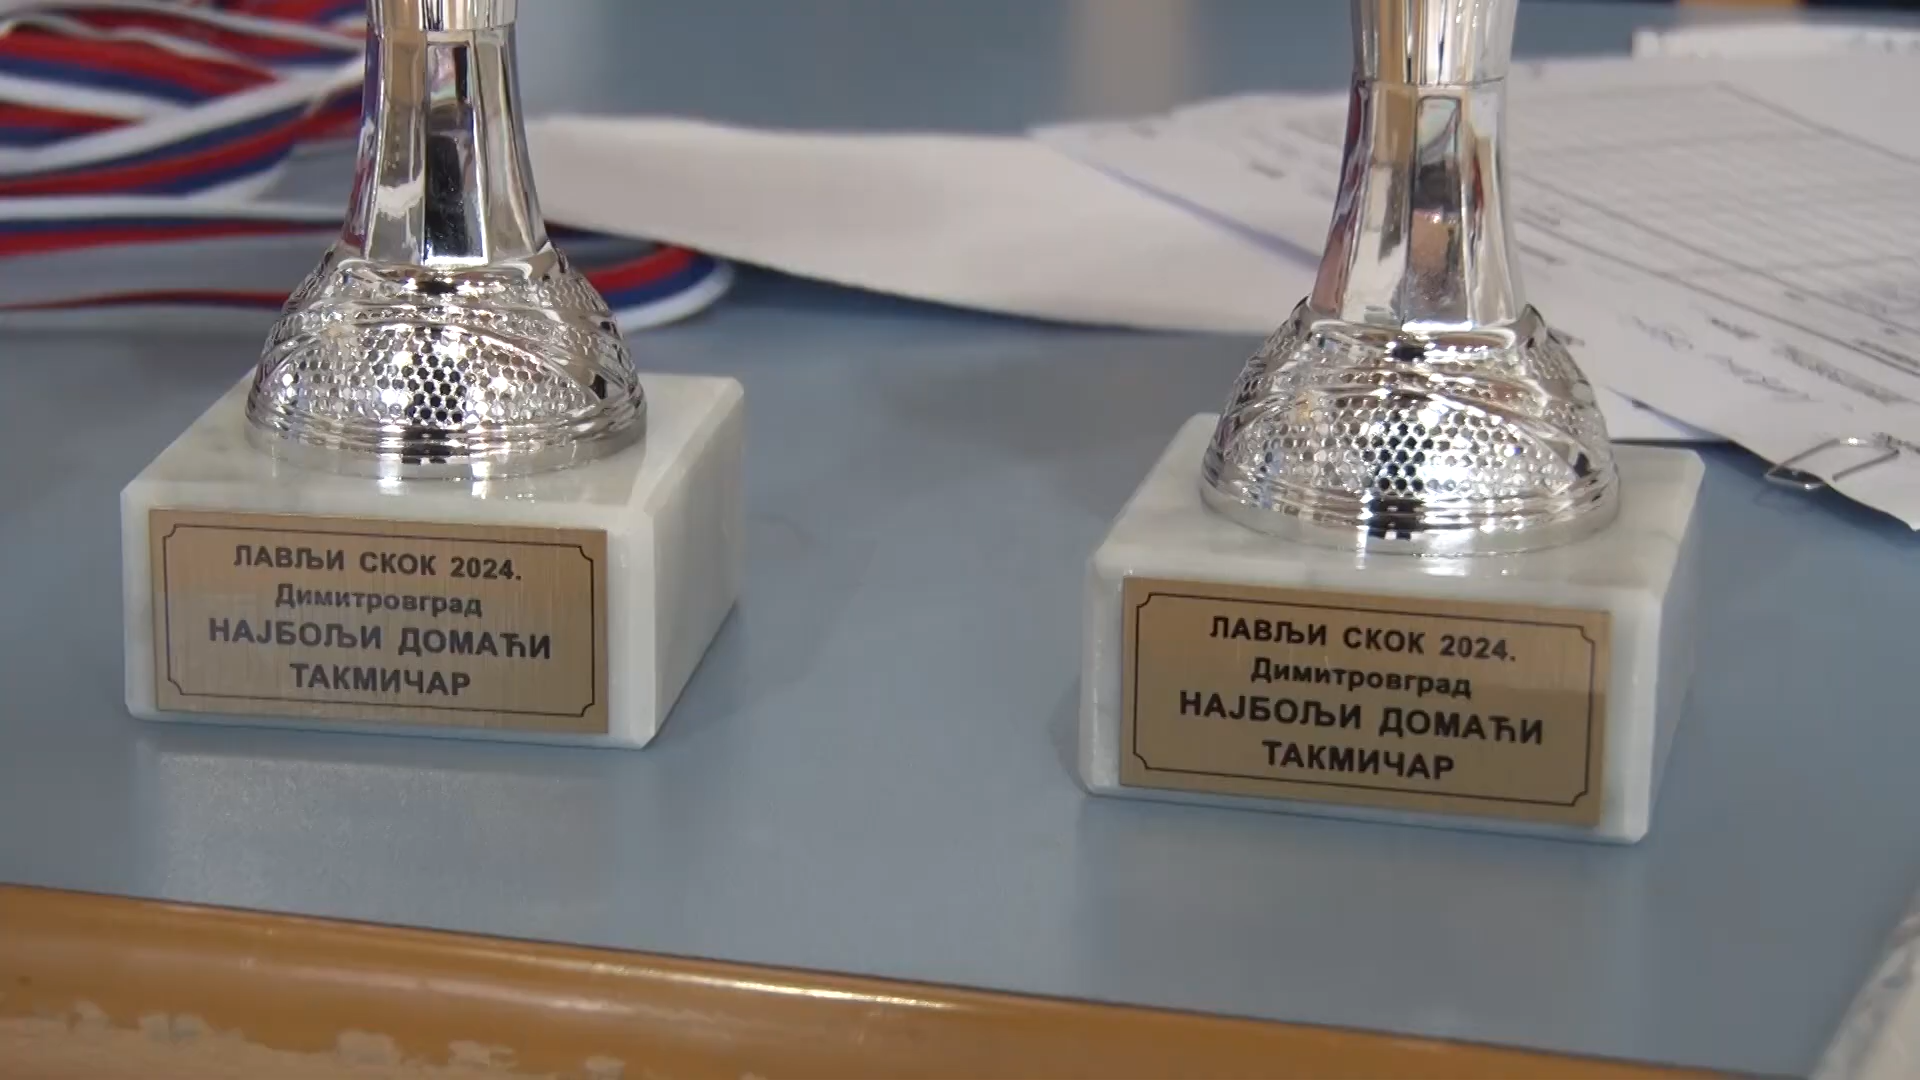 ЛАВЉИ СКОК 2024.
Димитровград
НАЈБОЉИ ДОМАЋИ
ТАКМИЧАР
ЛАВЉИ СКОК 2024.
Димитровград
НАЈБОЉИ ДОМАЋИ
ТАКМИЧАР